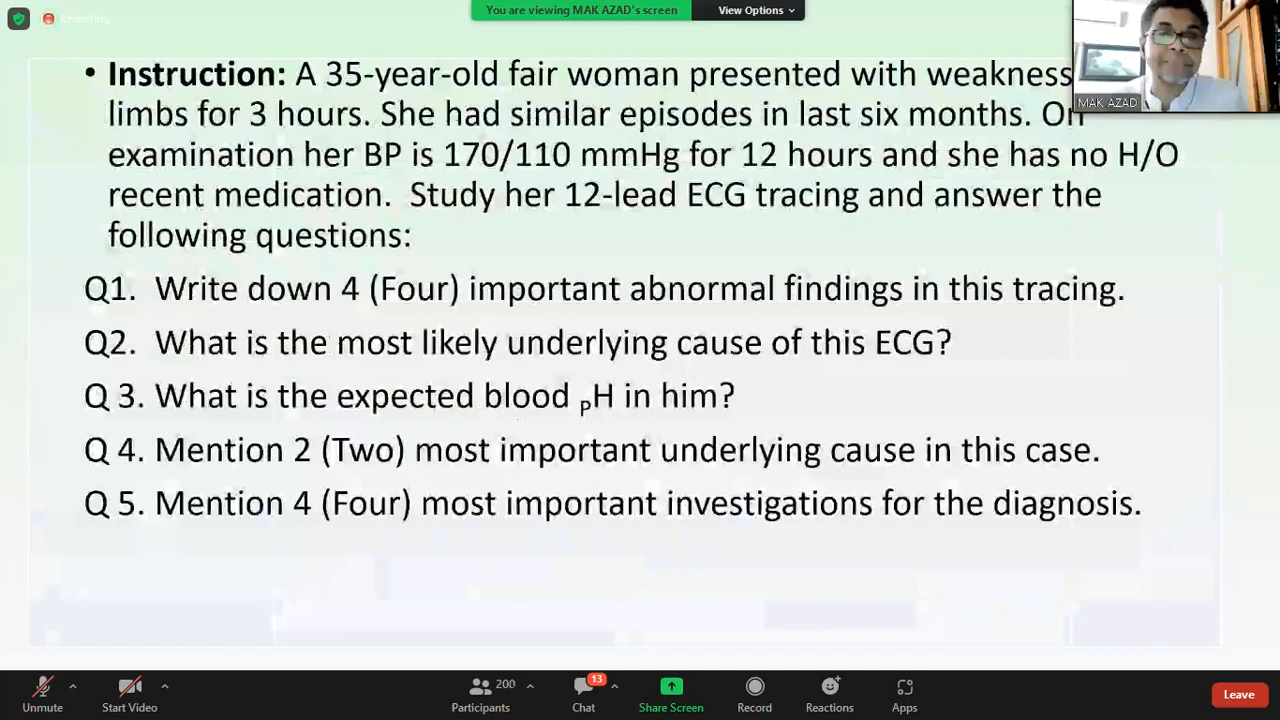 Recording
You are viewing MAK AZAD's screen
View Options
• Instruction: A 35-year-old fair woman presented with weakness
limbs for 3 hours. She had similar episodes in last six months. On
examination her BP is 170/110 mmHg for 12 hours and she has no H/O
recent medication. Study her 12-lead ECG tracing and answer the
following questions:
Q1. Write down 4 (Four) important abnormal findings in this tracing.
Q2. What is the most likely underlying cause of this ECG?
Q 3. What is the expected blood PH in him?
Q 4. Mention 2 (Two) most important underlying cause in this case.
Q 5. Mention 4 (Four) most important investigations for the diagnosis.
MAK AZAD
Unmute
Start Video
200
Participants
13
Chat
Share Screen
Record
Reactions
Apps
Leave